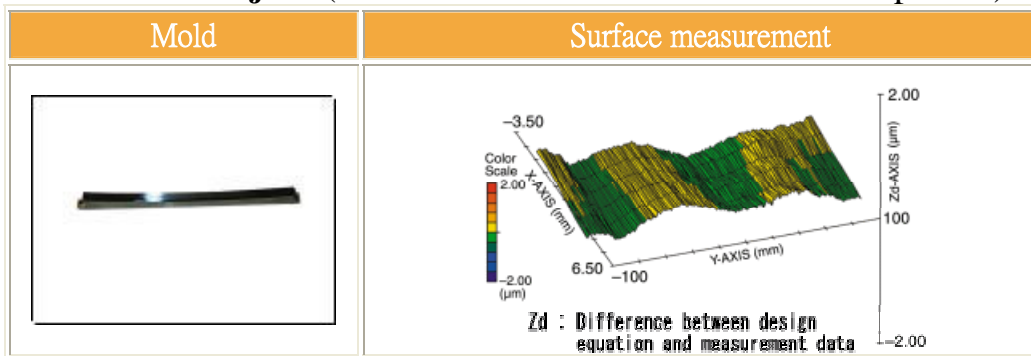 Mold
Surface measurement
−3.50
X-AXIS (mm)
6.50
−100
Y-AXIS (mm)
100
2.00
Zd-AXIS (μm)
−2.00
Color
Scale
2.00
−2.00
(μm)
Zd : Difference between design
equation and measurement data